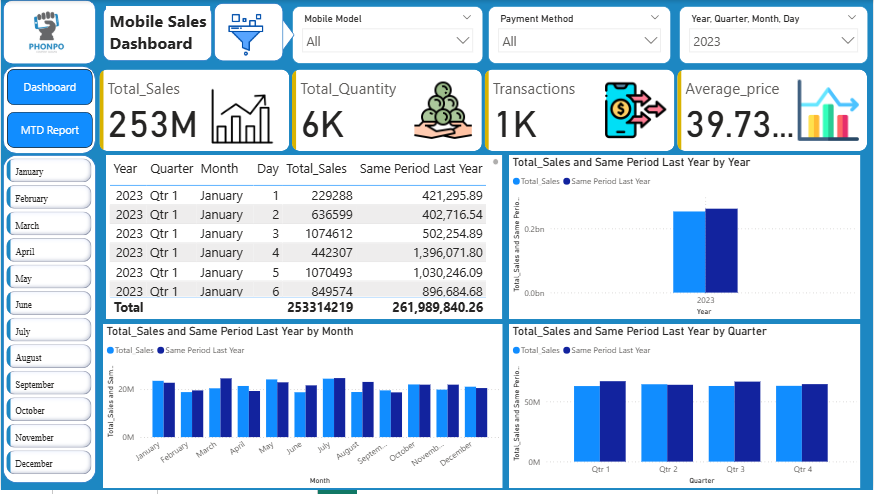 PHONPO
Mobile Sales
Dashboard
Mobile Model
All
Payment Method
All
Year, Quarter, Month, Day
2023
Dashboard
MTD Report
Total_Sales
253M
Total_Quantity
6K
Transactions
1K
Average_price
39.73...
January
February
March
April
May
June
July
August
September
October
November
December
Year Quarter Month Day Total_Sales Same Period Last Year
2023 Qtr 1 January 1 229288 421,295.89
2023 Qtr 1 January 2 636599 402,716.54
2023 Qtr 1 January 3 1074612 502,254.89
2023 Qtr 1 January 4 442307 1,396,071.80
2023 Qtr 1 January 5 1070493 1,030,246.09
2023 Qtr 1 January 6 849574 896,684.68
Total 253314219 261,989,840.26
Total_Sales and Same Period Last Year by Year
Total_Sales Same Period Last Year
Total_Sales and Same Perio...
0.2bn
0.0bn
2023
Year
Total_Sales and Same Period Last Year by Month
Total_Sales Same Period Last Year
Total_Sales and Sam...
20M
0M
January February March April May June July August Septem... October Novemb... December
Month
Total_Sales and Same Period Last Year by Quarter
Total_Sales Same Period Last Year
Total_Sales and Same Perio...
50M
0M
Qtr 1 Qtr 2 Qtr 3 Qtr 4
Quarter